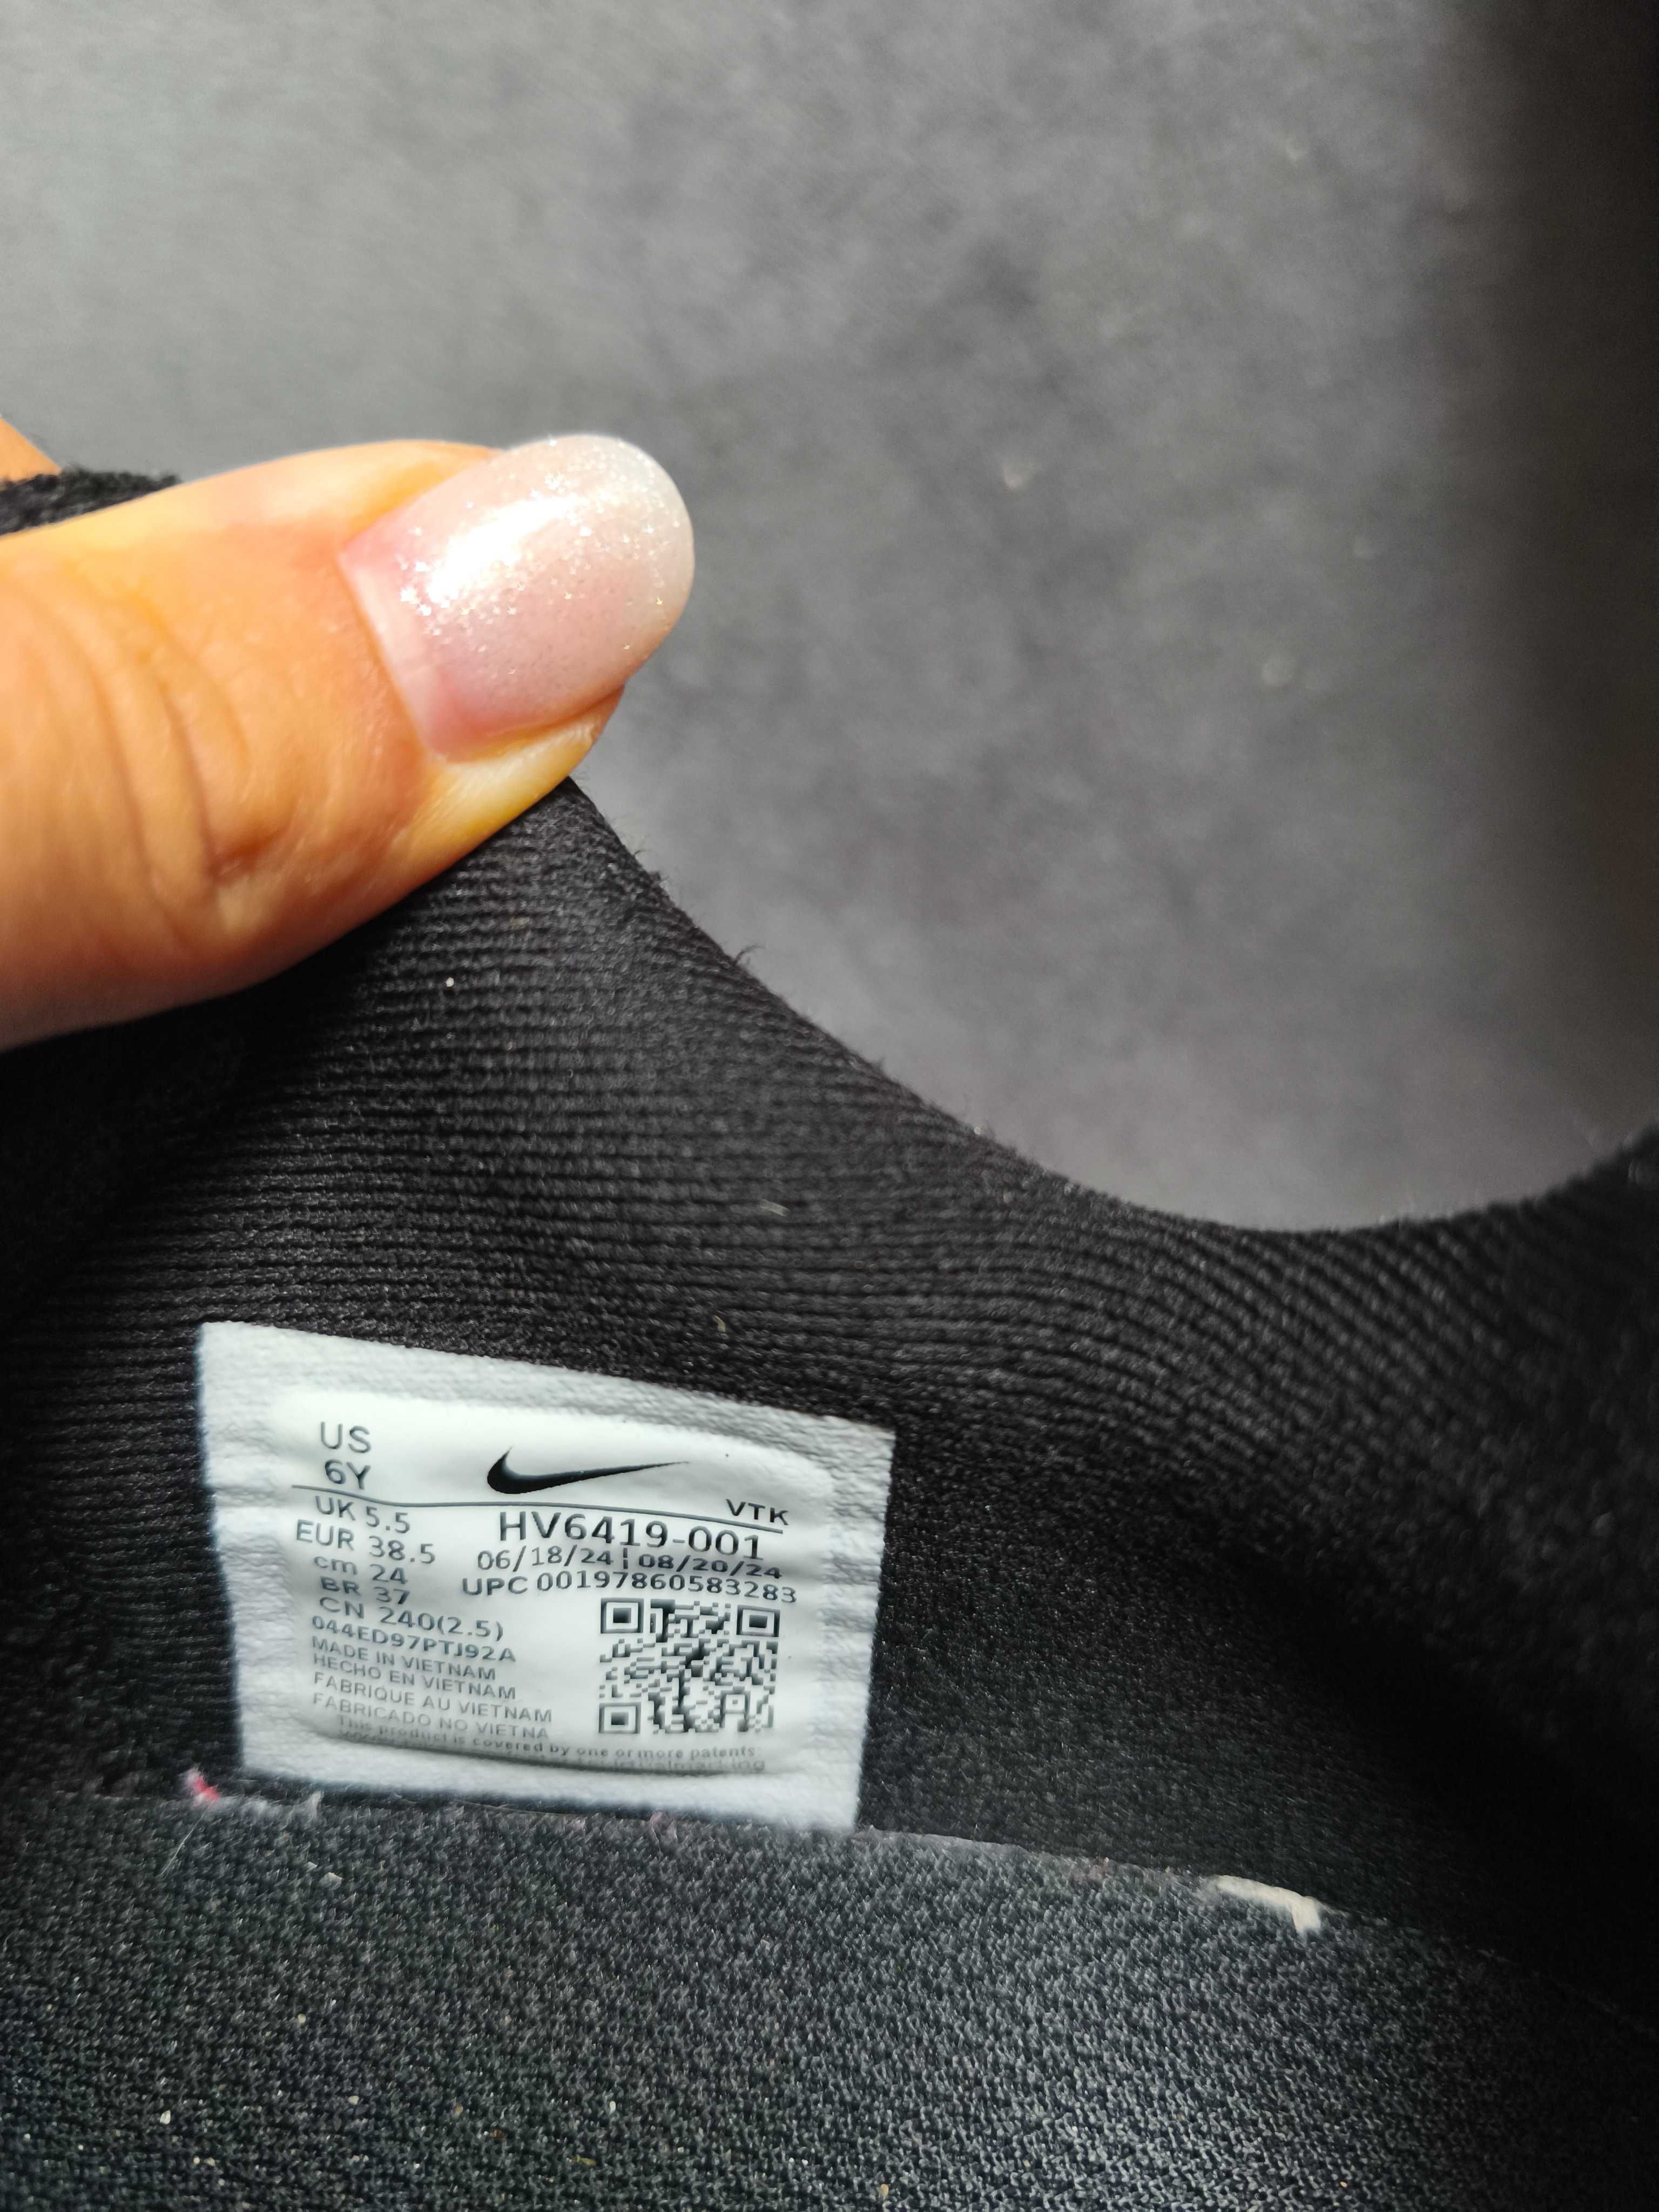 US
6Y
VTK
UK 5.5
HV6419-001
EUR 38.5
06/18/24 | 08/20/24
cm 24
UPC 00197860583283
BR 37
CN 240(2.5)
044ED97PTJ92A
MADE IN VIETNAM
HECHO EN VIETNAM
FABRIQUE AU VIETNAM
FABRICADO NO VIETNA
This product is covered by one or more patents: